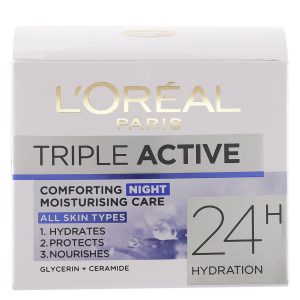 L'ORÉAL
PARIS
TRIPLE ACTIVE
COMFORTING NIGHT
MOISTURISING CARE
ALL SKIN TYPES
1. HYDRATES
2. PROTECTS
3. NOURISHES
GLYCERIN + CERAMIDE
24H
HYDRATION